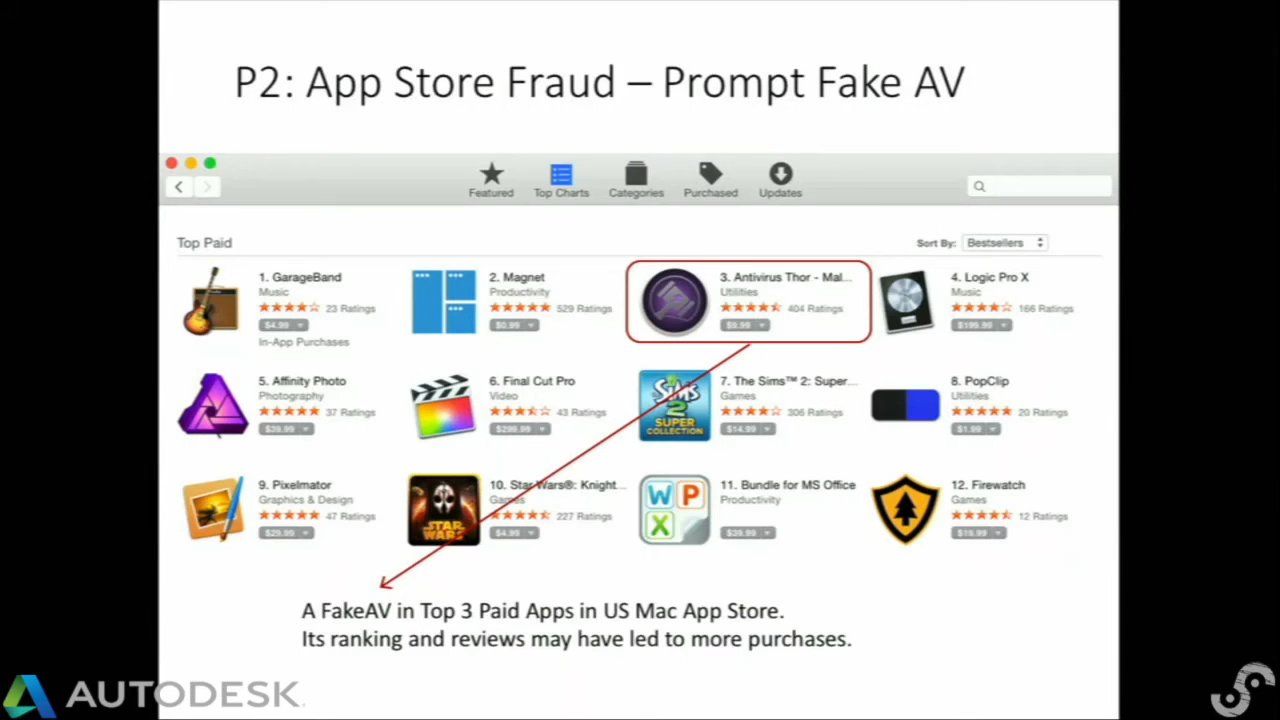 P2: App Store Fraud – Prompt Fake AV
Featured
Top Charts
Categories
Purchased
Updates
Top Paid
Sort By: Bestsellers
1. GarageBand
Music
23 Ratings
$4.99
In-App Purchases
2. Magnet
Productivity
529 Ratings
$0.99
3. Antivirus Thor - Mal...
Utilities
404 Ratings
$9.99
4. Logic Pro X
Music
166 Ratings
$199.99
5. Affinity Photo
Photography
37 Ratings
$39.99
6. Final Cut Pro
Video
43 Ratings
$299.99
7. The Sims™ 2: Super...
Games
306 Ratings
$14.99
Sims
2
SUPER
COLLECTION
8. PopClip
Utilities
20 Ratings
$1.99
9. Pixelmator
Graphics & Design
47 Ratings
$29.99
10. Star Wars®: Knight...
Games
227 Ratings
$4.99
STAR
WARS
11. Bundle for MS Office
Productivity
$39.99
W P
X
12. Firewatch
Games
12 Ratings
$19.99
A FakeAV in Top 3 Paid Apps in US Mac App Store.
Its ranking and reviews may have led to more purchases.
AUTODESK.